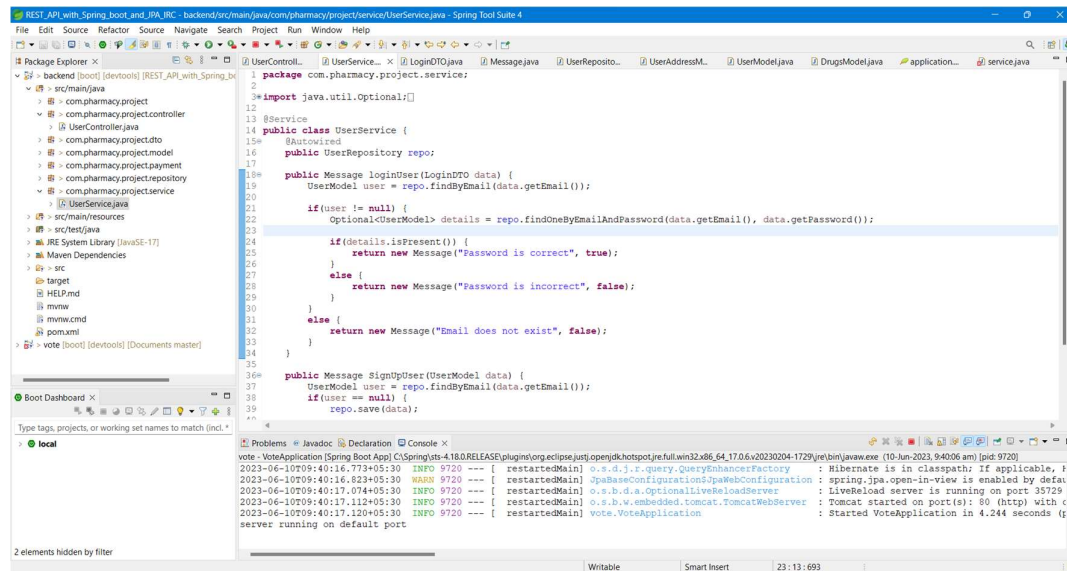 REST_API_with_Spring_boot_and_JPA_IRC - backend/src/main/java/com/pharmacy/project/service/UserService.java - Spring Tool Suite 4
File Edit Source Refactor Source Navigate Search Project Run Window Help
Package Explorer
> backend [boot] [devtools] [REST_API_with_Spring_bo
src/main/java
> com.pharmacy.project
> com.pharmacy.project.controller
> UserController.java
> com.pharmacy.project.dto
> com.pharmacy.project.model
> com.pharmacy.project.payment
> com.pharmacy.project.repository
> com.pharmacy.project.service
> UserService.java
> src/main/resources
> src/test/java
> JRE System Library [JavaSE-17]
> Maven Dependencies
> src
target
HELP.md
mvnw
mvnw.cmd
pom.xml
> vote [boot] [devtools] [Documents master]
Boot Dashboard
Type tags, projects, or working set names to match (incl. *
> local
2 elements hidden by filter
UserControll... UserService.... LoginDTO.java Message.java UserReposito... UserAddressM... UserModel.java DrugsModel.java application.... service.java
1 package com.pharmacy.project.service;
2
3 import java.util.Optional;
12
13 @Service
14 public class UserService {
15 @Autowired
16 public UserRepository repo;
17
18 public Message loginUser(LoginDTO data) {
19 UserModel user = repo.findByEmail(data.getEmail());
20
21 if(user != null) {
22 Optional<UserModel> details = repo.findOneByEmailAndPassword(data.getEmail(), data.getPassword());
23
24 if(details.isPresent()) {
25 return new Message("Password is correct", true);
26 }
27 else {
28 return new Message("Password is incorrect", false);
29 }
30 }
31 else {
32 return new Message("Email does not exist", false);
33 }
34 }
35
36 public Message SignUpUser(UserModel data) {
37 UserModel user = repo.findByEmail(data.getEmail());
38 if(user == null) {
39 repo.save(data);
Problems Javadoc Declaration Console
vote - VoteApplication [Spring Boot App] C:\Spring\sts-4.18.0.RELEASE\plugins\org.eclipse.justj.openjdk.hotspot.jre.full.win32.x86_64_17.0.6.v20230204-1729\jre\bin\javaw.exe (10-Jun-2023, 9:40:06 am) [pid: 9720]
2023-06-10T09:40:16.773+05:30 INFO 9720 --- [ restartedMain] o.s.d.j.r.query.QueryEnhancerFactory : Hibernate is in classpath; If applicable, H
2023-06-10T09:40:16.823+05:30 WARN 9720 --- [ restartedMain] JpaBaseConfiguration$JpaWebConfiguration : spring.jpa.open-in-view is enabled by defau
2023-06-10T09:40:17.074+05:30 INFO 9720 --- [ restartedMain] o.s.b.d.a.OptionalLiveReloadServer : LiveReload server is running on port 35729
2023-06-10T09:40:17.112+05:30 INFO 9720 --- [ restartedMain] o.s.b.w.embedded.tomcat.TomcatWebServer : Tomcat started on port(s): 80 (http) with c
2023-06-10T09:40:17.120+05:30 INFO 9720 --- [ restartedMain] vote.VoteApplication : Started VoteApplication in 4.244 seconds (p
server running on default port
Writable Smart Insert 23 : 13 : 693